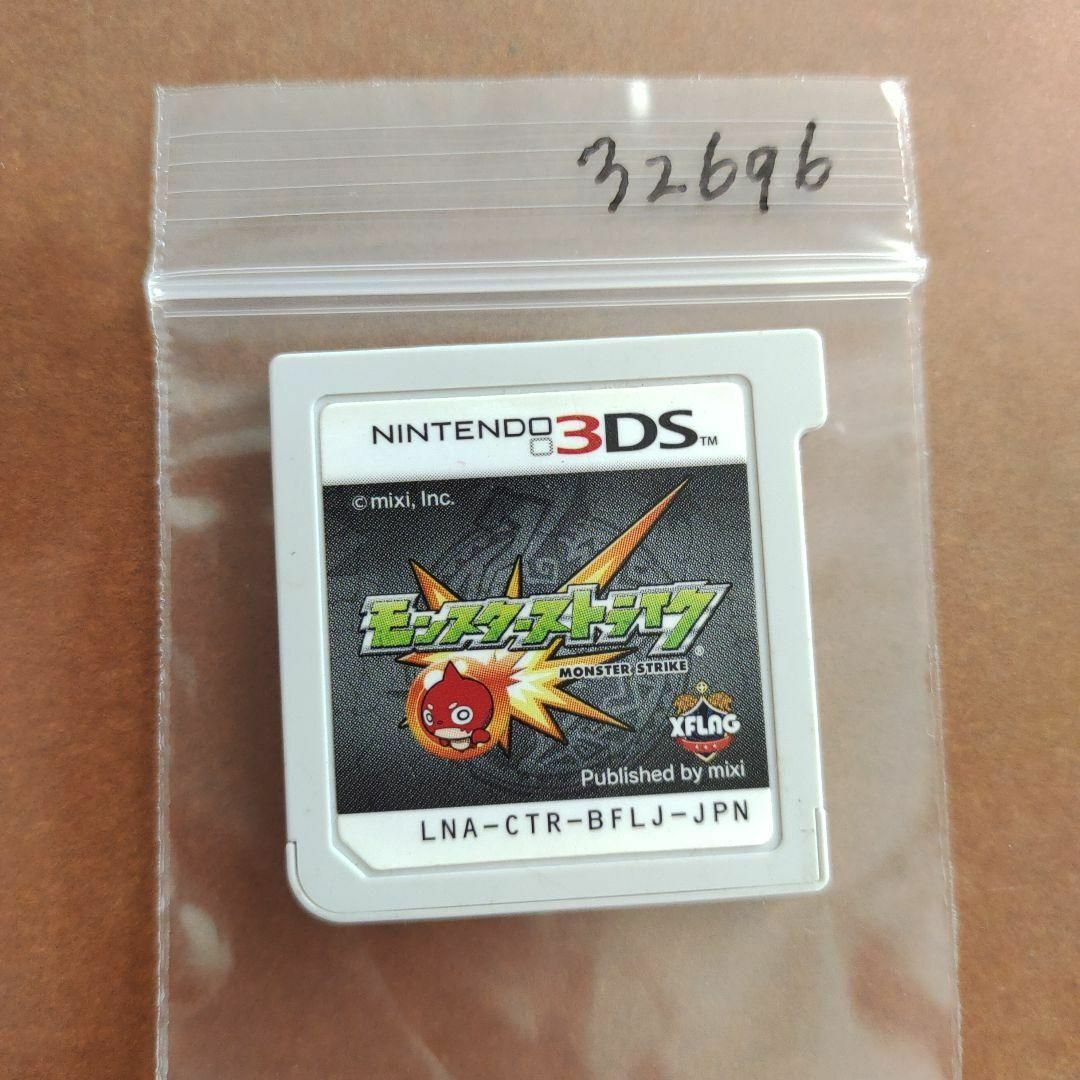 32696
NINTENDO 3DS™
©mixi, Inc.
モンスターストライク®
MONSTER STRIKE
XFLAG
Published by mixi
LNA-CTR-BFLJ-JPN